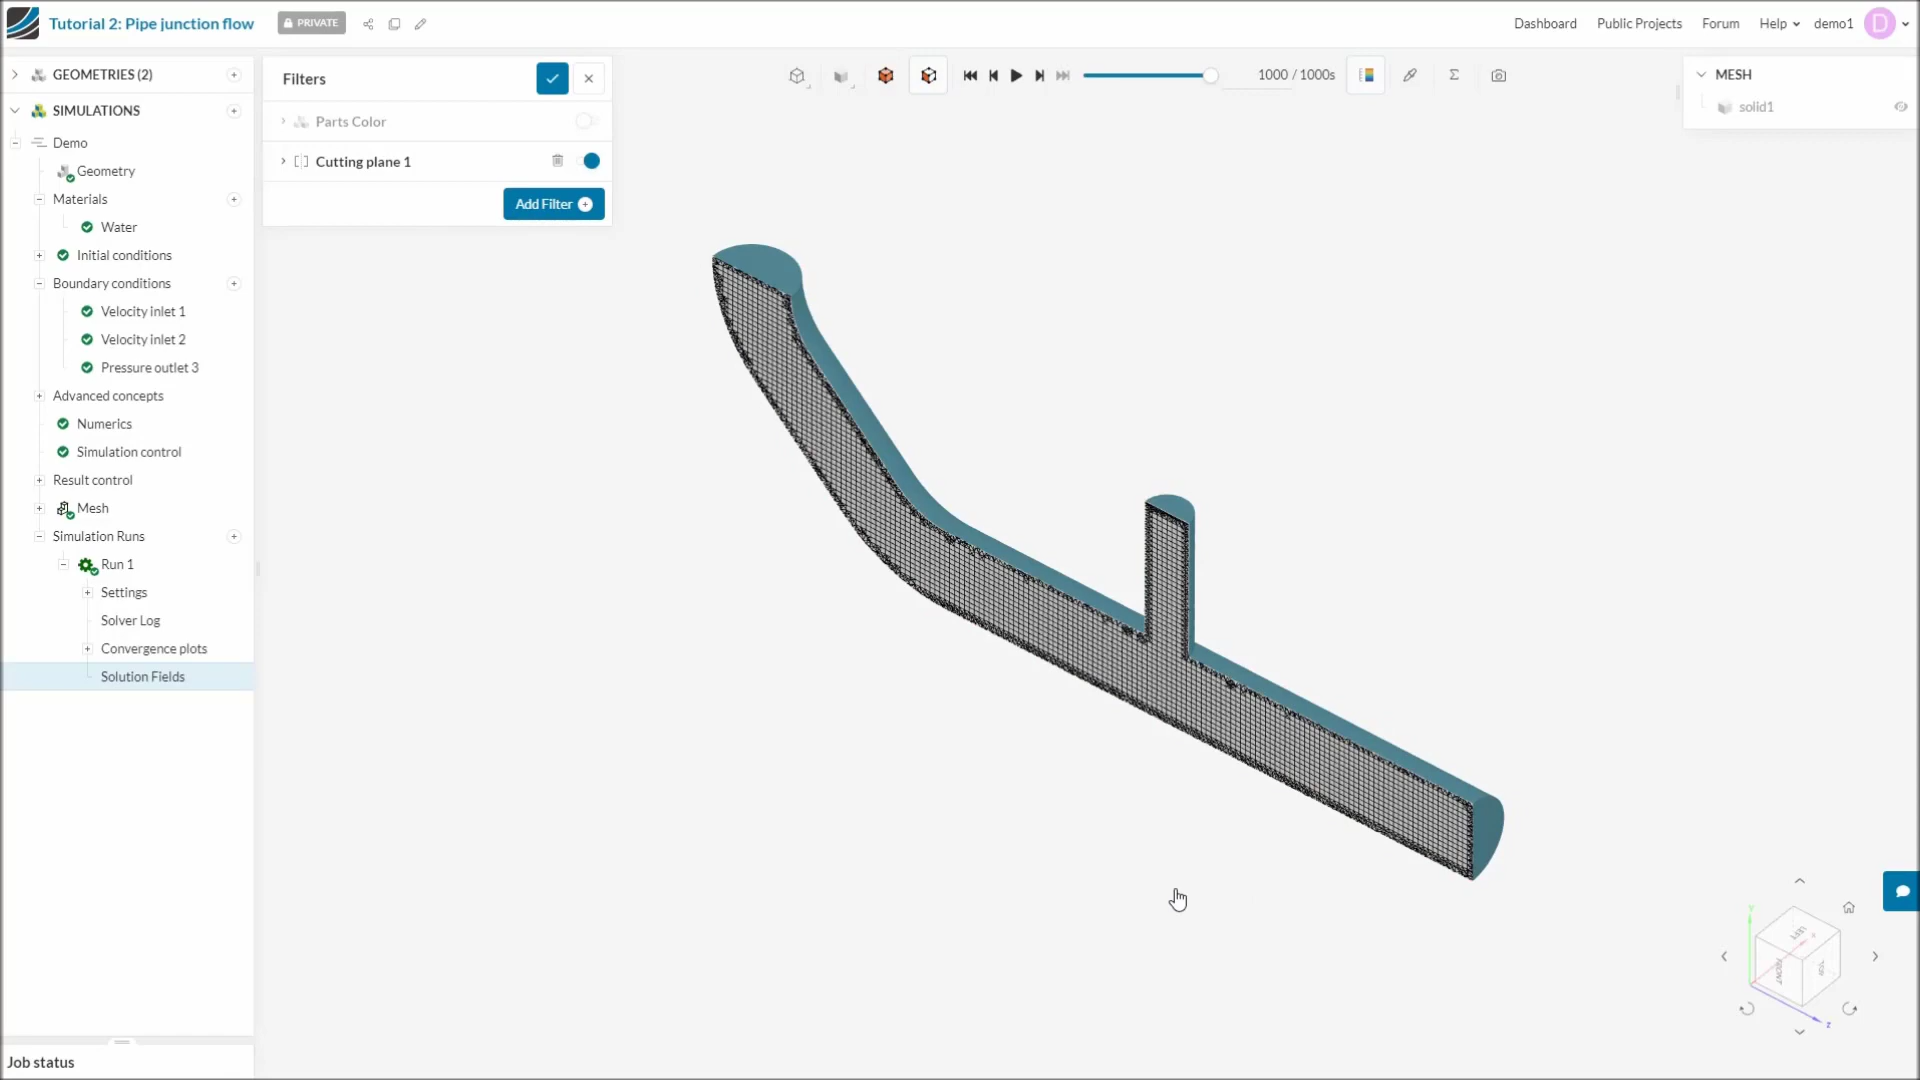 Tutorial 2: Pipe junction flow
PRIVATE
Dashboard
Public Projects
Forum
Help
demo1
D
GEOMETRIES (2)
SIMULATIONS
Demo
Geometry
Materials
Water
Initial conditions
Boundary conditions
Velocity inlet 1
Velocity inlet 2
Pressure outlet 3
Advanced concepts
Numerics
Simulation control
Result control
Mesh
Simulation Runs
Run 1
Settings
Solver Log
Convergence plots
Solution Fields
Job status
Filters
Parts Color
Cutting plane 1
Add Filter
1000 / 1000s
Σ
MESH
solid1
Y
LEFT
FRONT
TOP
Z